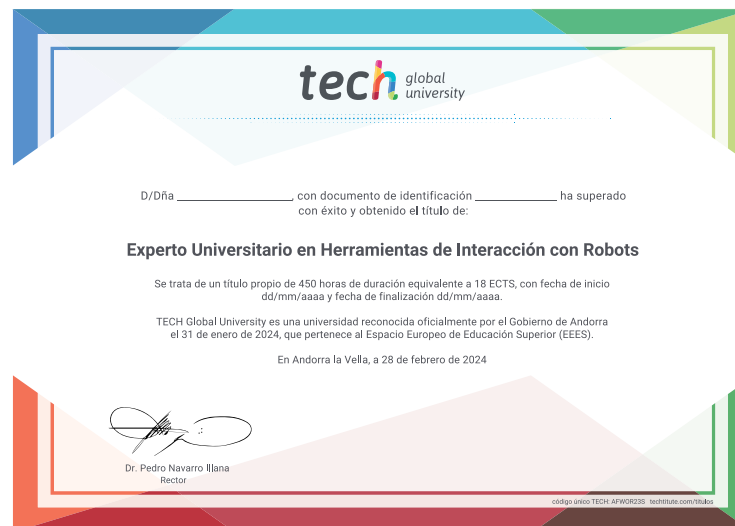 tech global university
D/Dña ______________, con documento de identificación ____________ ha superado
con éxito y obtenido el título de:
Experto Universitario en Herramientas de Interacción con Robots
Se trata de un título propio de 450 horas de duración equivalente a 18 ECTS, con fecha de inicio
dd/mm/aaaa y fecha de finalización dd/mm/aaaa.
TECH Global University es una universidad reconocida oficialmente por el Gobierno de Andorra
el 31 de enero de 2024, que pertenece al Espacio Europeo de Educación Superior (EEES).
En Andorra la Vella, a 28 de febrero de 2024
Dr. Pedro Navarro Illana
Rector
código único TECH: AFWOR23S techtitute.com/titulos